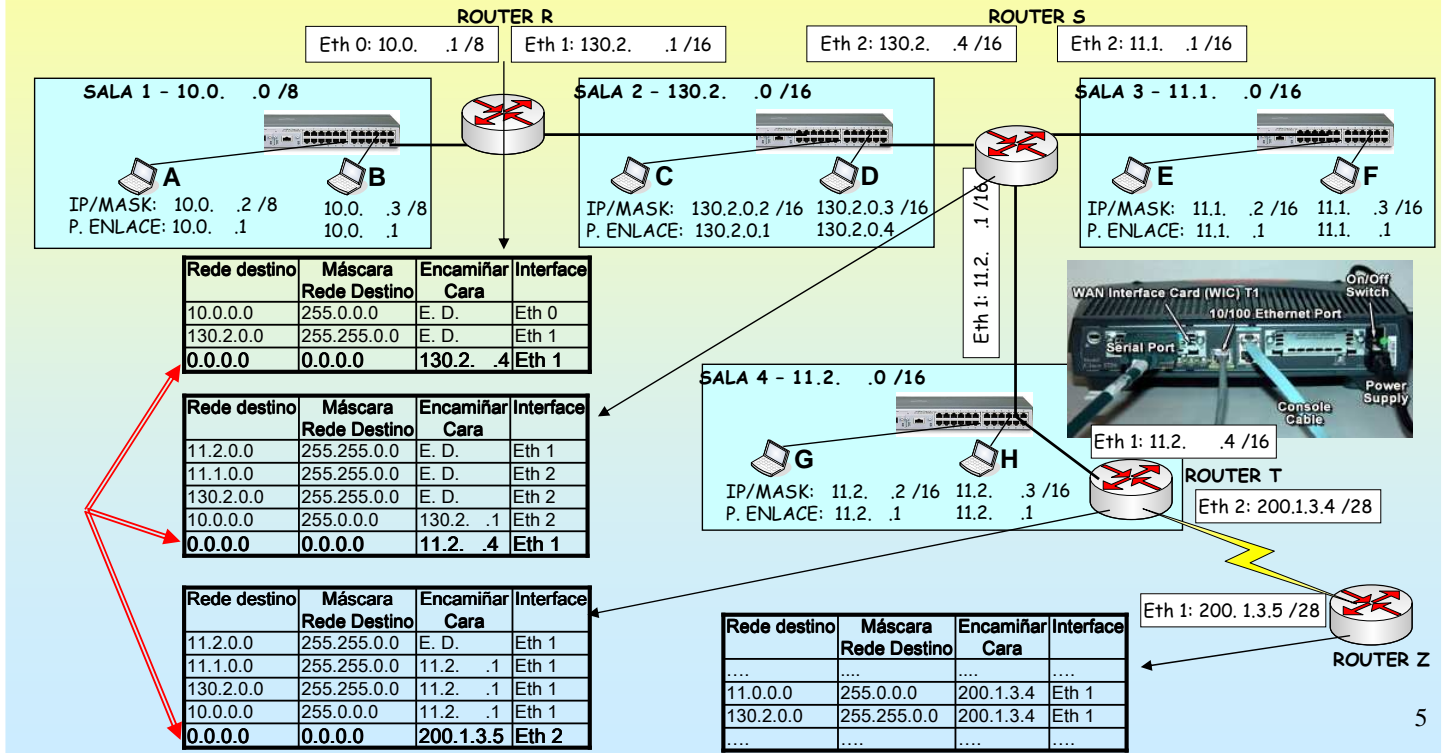 ROUTER R
ROUTER S
Eth 0: 10.0. .1 /8
Eth 1: 130.2. .1 /16
Eth 2: 130.2. .4 /16
Eth 2: 11.1. .1 /16
SALA 1 - 10.0. .0 /8
SALA 2 - 130.2. .0 /16
SALA 3 - 11.1. .0 /16
A
B
IP/MASK: 10.0. .2 /8 10.0. .3 /8
P. ENLACE: 10.0. .1 10.0. .1
C
D
IP/MASK: 130.2.0.2 /16 130.2.0.3 /16
P. ENLACE: 130.2.0.1 130.2.0.4
E
F
IP/MASK: 11.1. .2 /16 11.1. .3 /16
P. ENLACE: 11.1. .1 11.1. .1
Eth 1: 11.2. .1 /16
Rede destino Máscara Encamiñar Interface
Rede Destino Cara
10.0.0.0 255.0.0.0 E. D. Eth 0
130.2.0.0 255.255.0.0 E. D. Eth 1
0.0.0.0 0.0.0.0 130.2. .4 Eth 1
WAN Interface Card (WIC) T1
On/Off
Switch
10/100 Ethernet Port
Serial Port
Power
Supply
Console
Cable
SALA 4 - 11.2. .0 /16
G
H
IP/MASK: 11.2. .2 /16 11.2. .3 /16
P. ENLACE: 11.2. .1 11.2. .1
Eth 1: 11.2. .4 /16
ROUTER T
Eth 2: 200.1.3.4 /28
Rede destino Máscara Encamiñar Interface
Rede Destino Cara
11.2.0.0 255.255.0.0 E. D. Eth 1
11.1.0.0 255.255.0.0 E. D. Eth 2
130.2.0.0 255.255.0.0 E. D. Eth 2
10.0.0.0 255.0.0.0 130.2. .1 Eth 2
0.0.0.0 0.0.0.0 11.2. .4 Eth 1
Rede destino Máscara Encamiñar Interface
Rede Destino Cara
11.2.0.0 255.255.0.0 E. D. Eth 1
11.1.0.0 255.255.0.0 11.2. .1 Eth 1
130.2.0.0 255.255.0.0 11.2. .1 Eth 1
10.0.0.0 255.0.0.0 11.2. .1 Eth 1
0.0.0.0 0.0.0.0 200.1.3.5 Eth 2
Eth 1: 200. 1.3.5 /28
ROUTER Z
Rede destino Máscara Encamiñar Interface
Rede Destino Cara
.... .... .... ....
11.0.0.0 255.0.0.0 200.1.3.4 Eth 1
130.2.0.0 255.255.0.0 200.1.3.4 Eth 1
.... .... .... ....
5